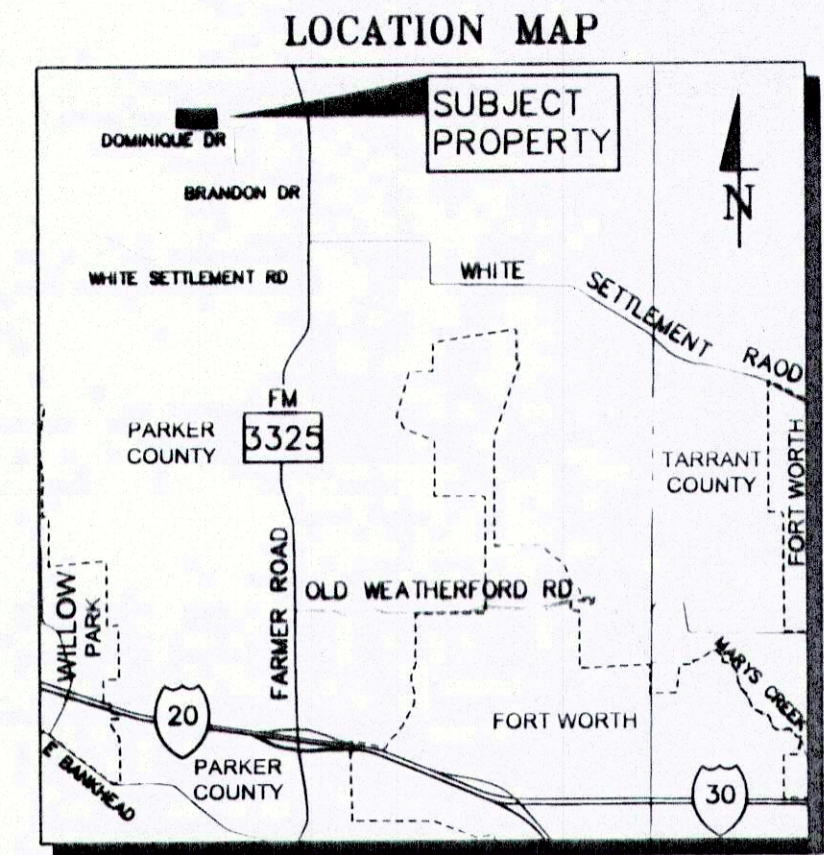 LOCATION MAP
SUBJECT
PROPERTY
DOMINIQUE DR
BRANDON DR
N
WHITE SETTLEMENT RD
WHITE
SETTLEMENT RAOD
FM
3325
PARKER
COUNTY
TARRANT
COUNTY
FORT WORTH
FARMER ROAD
OLD WEATHERFORD RD
WILLOW
PARK
MARYS CREEK
20
FORT WORTH
PARKER
COUNTY
E BANKHEAD
30